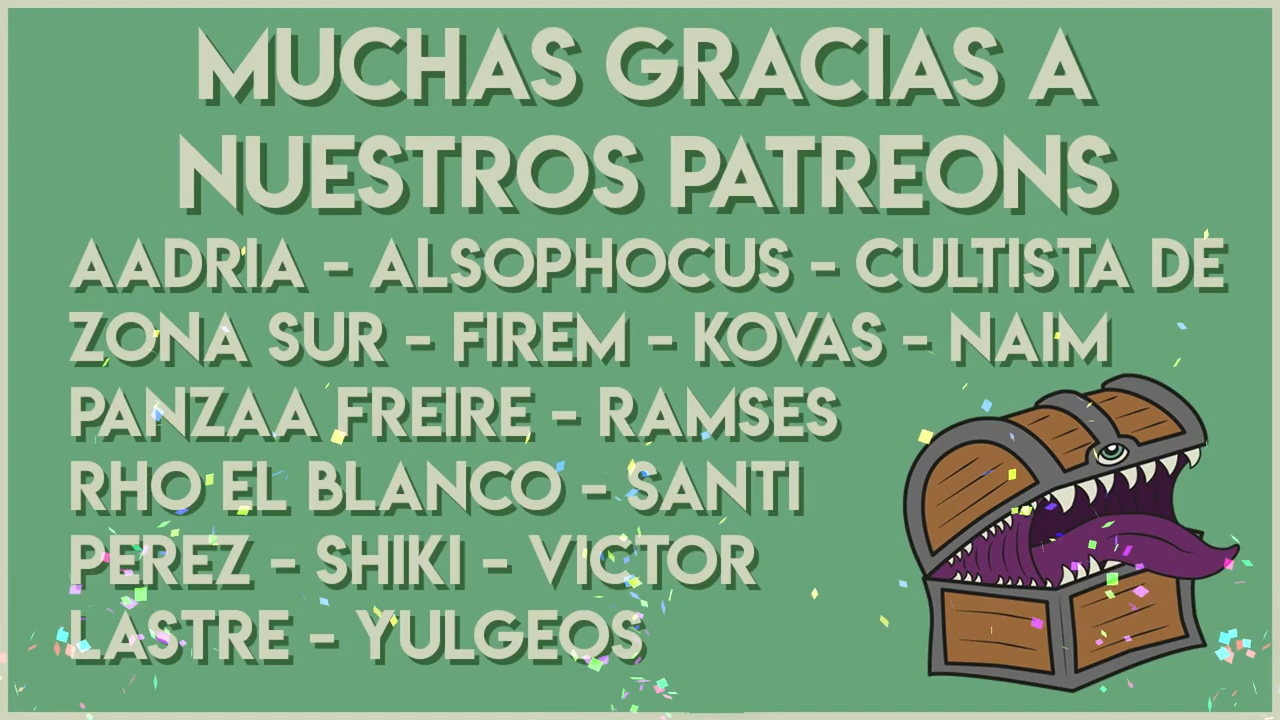 MUCHAS GRACIAS A
NUESTROS PATREONS
AADRIA - ALSOPHOCUS - CULTISTA DE
ZONA SUR - FIREM - KOVAS - NAIM
PANZAA FREIRE - RAMSES
RHO EL BLANCO - SANTI
PEREZ - SHIKI - VICTOR
LASTRE - YULGEOS